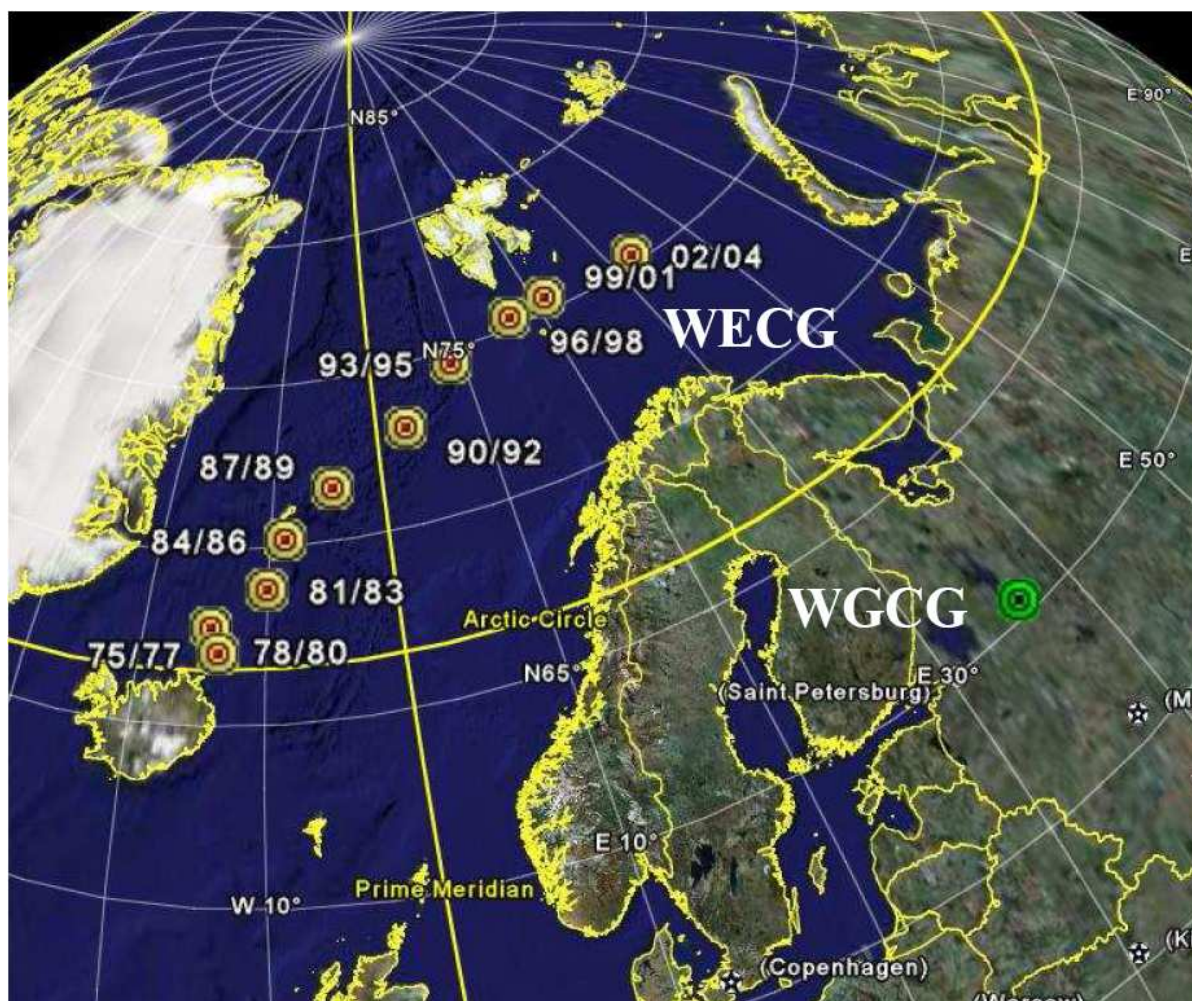 N85°
E 90°
E
02/04
99/01
WECG
96/98
93/95
N75°
90/92
E 50°
87/89
84/86
81/83
WGCG
Arctic Circle
75/77
78/80
N65°
E 30°
(Saint Petersburg)
(M
E 10°
Prime Meridian
W 10°
(K
(Copenhagen)
(Warsaw)